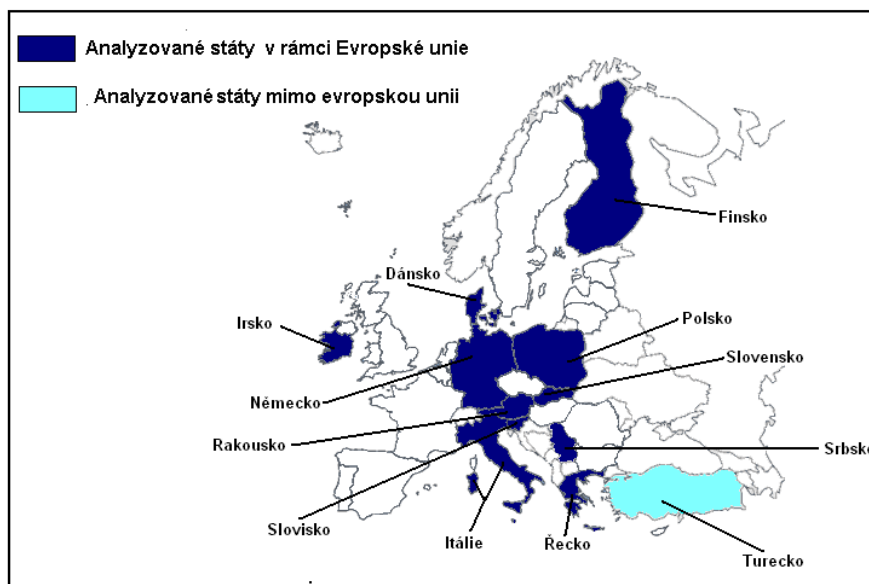 Analyzované státy v rámci Evropské unie
Analyzované státy mimo evropskou unii
Finsko
Dánsko
Irsko
Polsko
Slovensko
Německo
Rakousko
Srbsko
Slovisko
Itálie
Řecko
Turecko